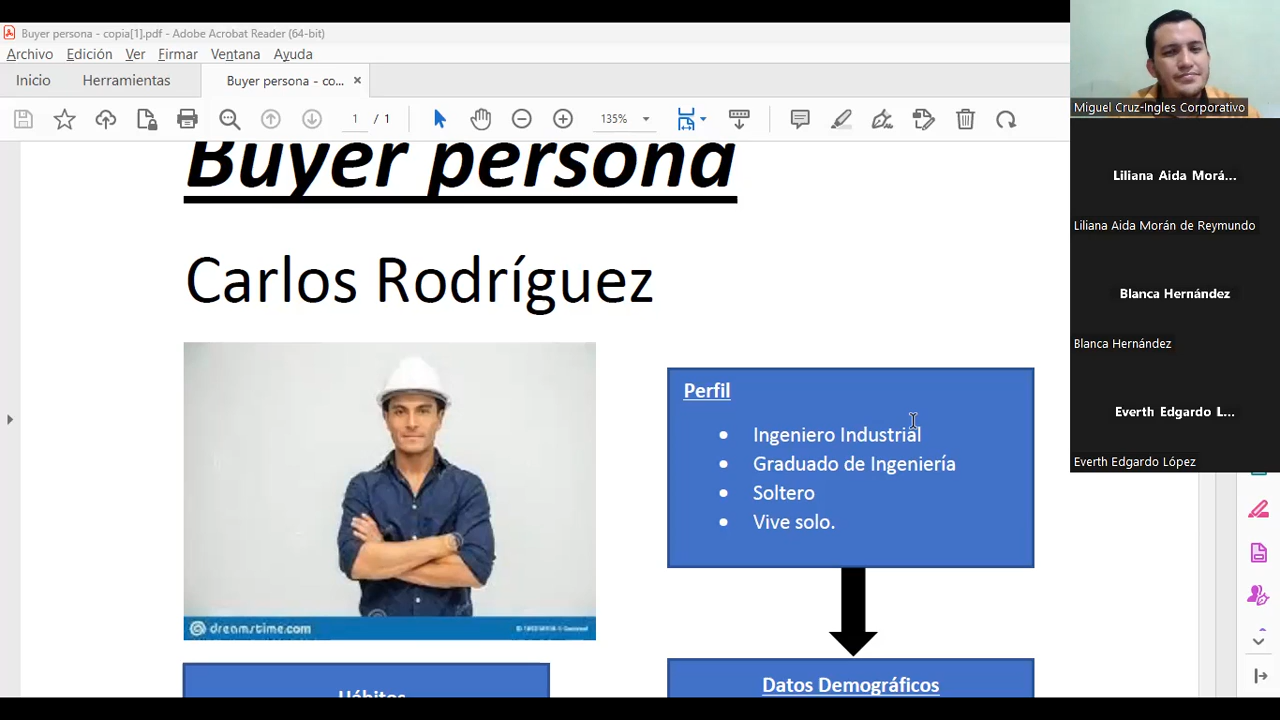 Buyer persona - copia[1].pdf - Adobe Acrobat Reader (64-bit)
Archivo Edición Ver Firmar Ventana Ayuda
Inicio Herramientas Buyer persona - co... ×
1 / 1 135%
Buyer persona
Carlos Rodríguez
Perfil
• Ingeniero Industrial
• Graduado de Ingeniería
• Soltero
• Vive solo.
dreamstime.com
Hábitos
Datos Demográficos
Miguel Cruz-Ingles Corporativo
Liliana Aida Morá...
Liliana Aida Morán de Reymundo
Blanca Hernández
Blanca Hernández
Everth Edgardo L...
Everth Edgardo López